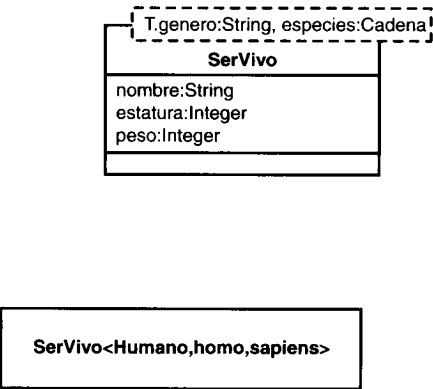 T.genero:String, especies:Cadena
SerVivo
nombre:String
estatura:Integer
peso:Integer
SerVivo<Humano,homo,sapiens>